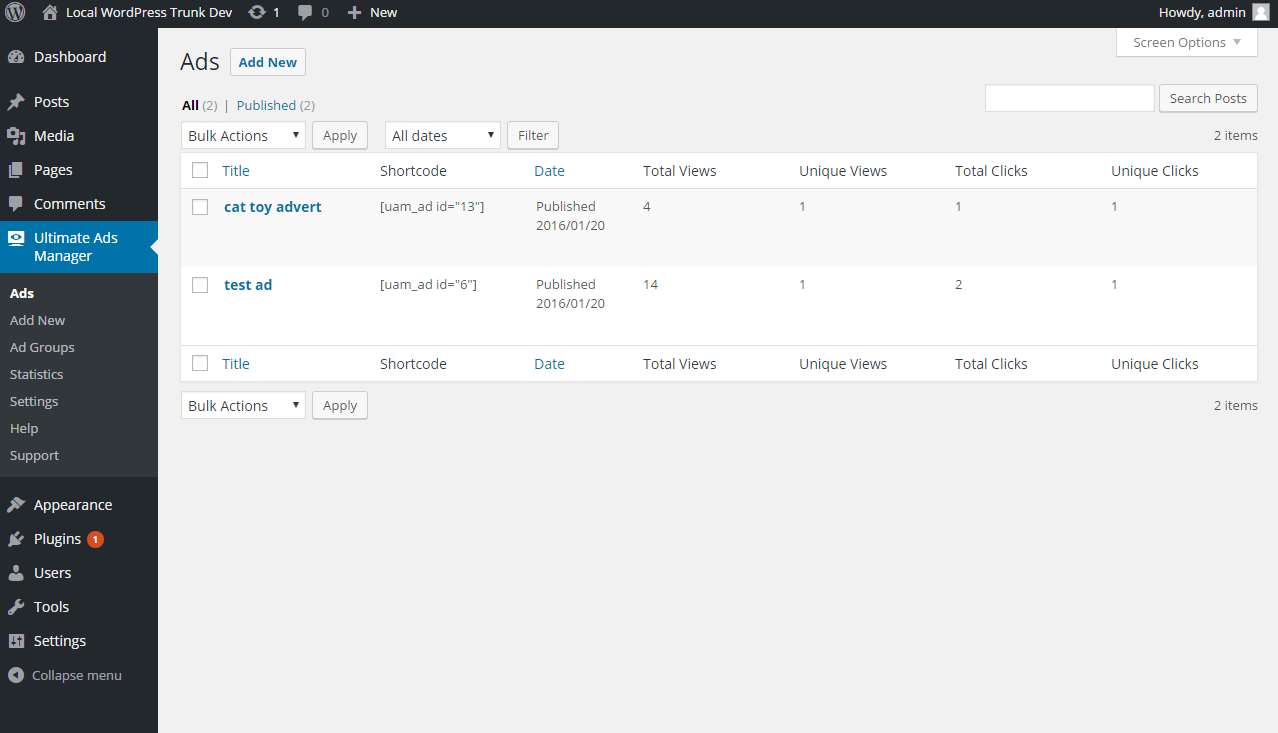 Local WordPress Trunk Dev 1 0 New Howdy, admin
Screen Options
Dashboard
Posts
Media
Pages
Comments
Ultimate Ads
Manager
Ads
Add New
Ad Groups
Statistics
Settings
Help
Support
Appearance
Plugins 1
Users
Tools
Settings
Collapse menu
Ads Add New
All (2) | Published (2)
Search Posts
Bulk Actions Apply All dates Filter 2 items
Title Shortcode Date Total Views Unique Views Total Clicks Unique Clicks
cat toy advert [uam_ad id="13"] Published 4 1 1 1
2016/01/20
test ad [uam_ad id="6"] Published 14 1 2 1
2016/01/20
Title Shortcode Date Total Views Unique Views Total Clicks Unique Clicks
Bulk Actions Apply 2 items